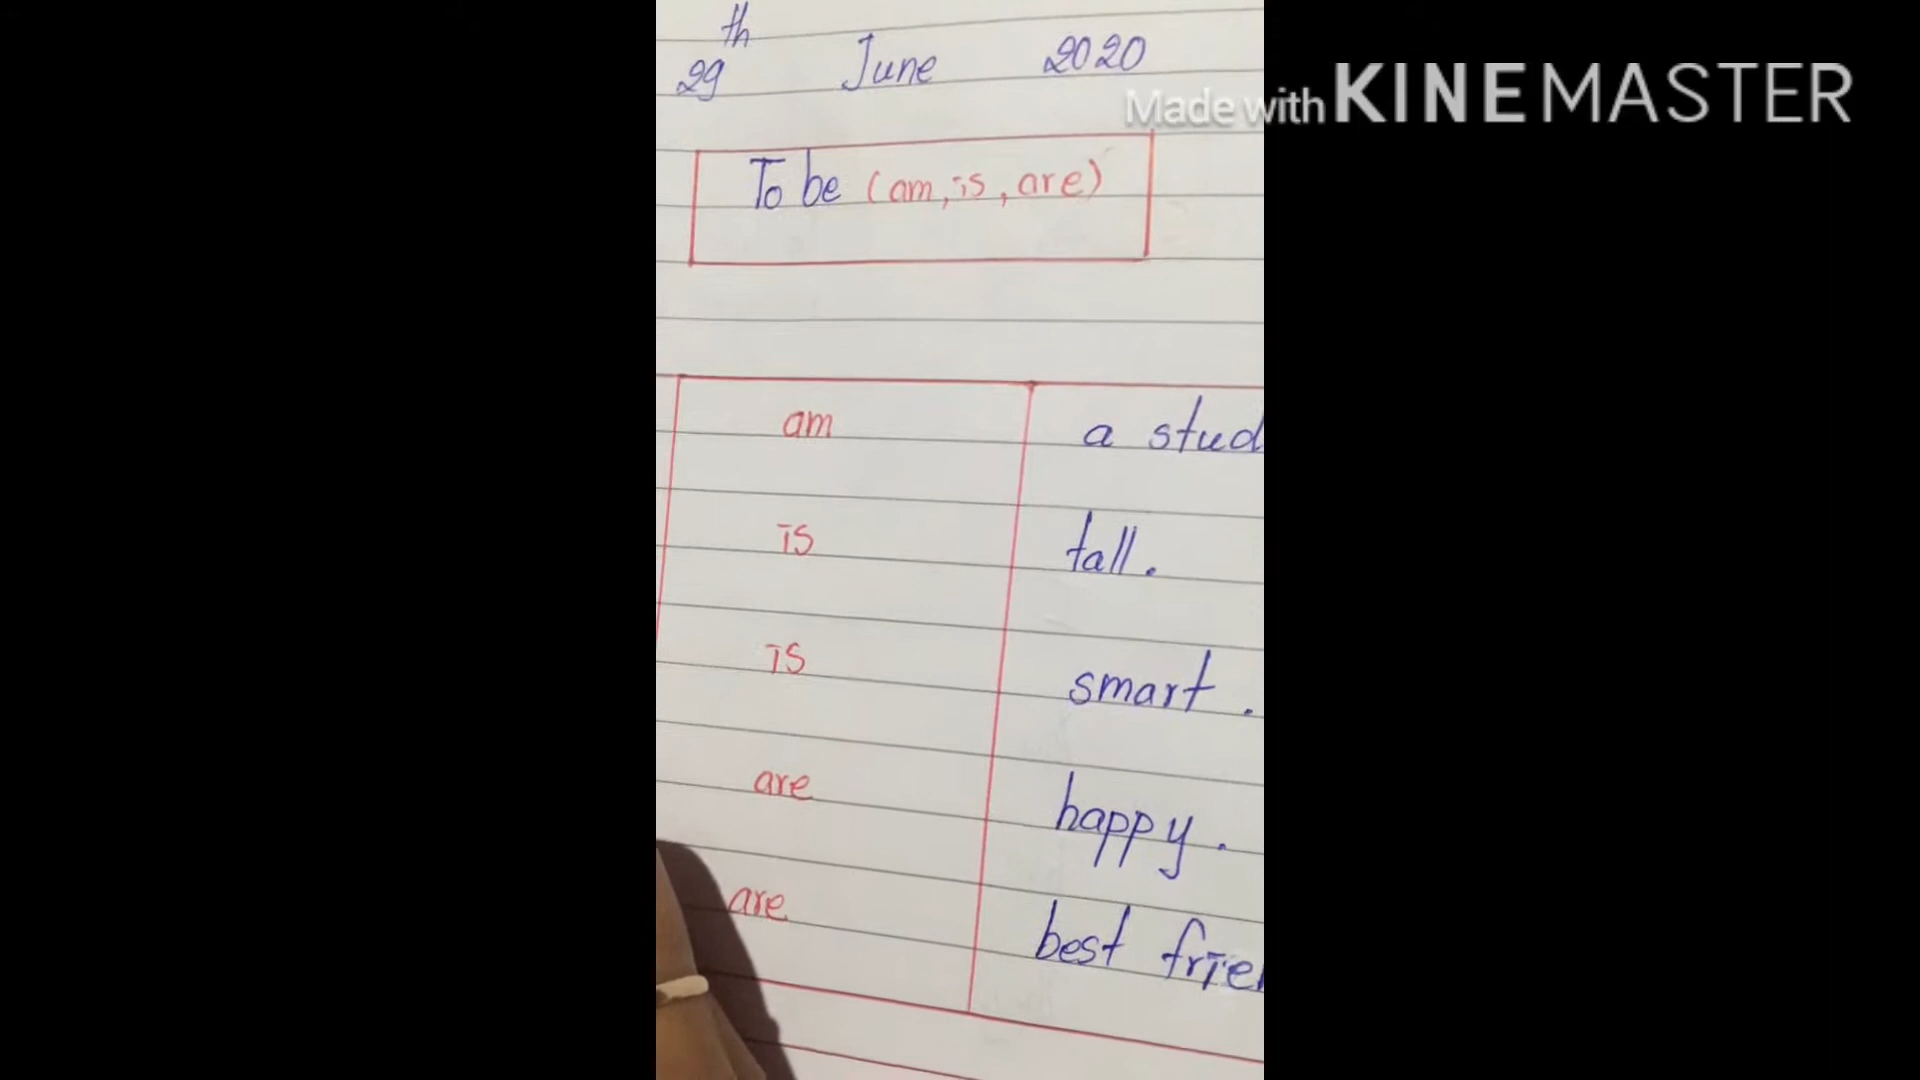 29th June 2020
Made with KINEMASTER
To be (am, is, are)
am a stud
is tall.
is smart.
are happy.
are best frie